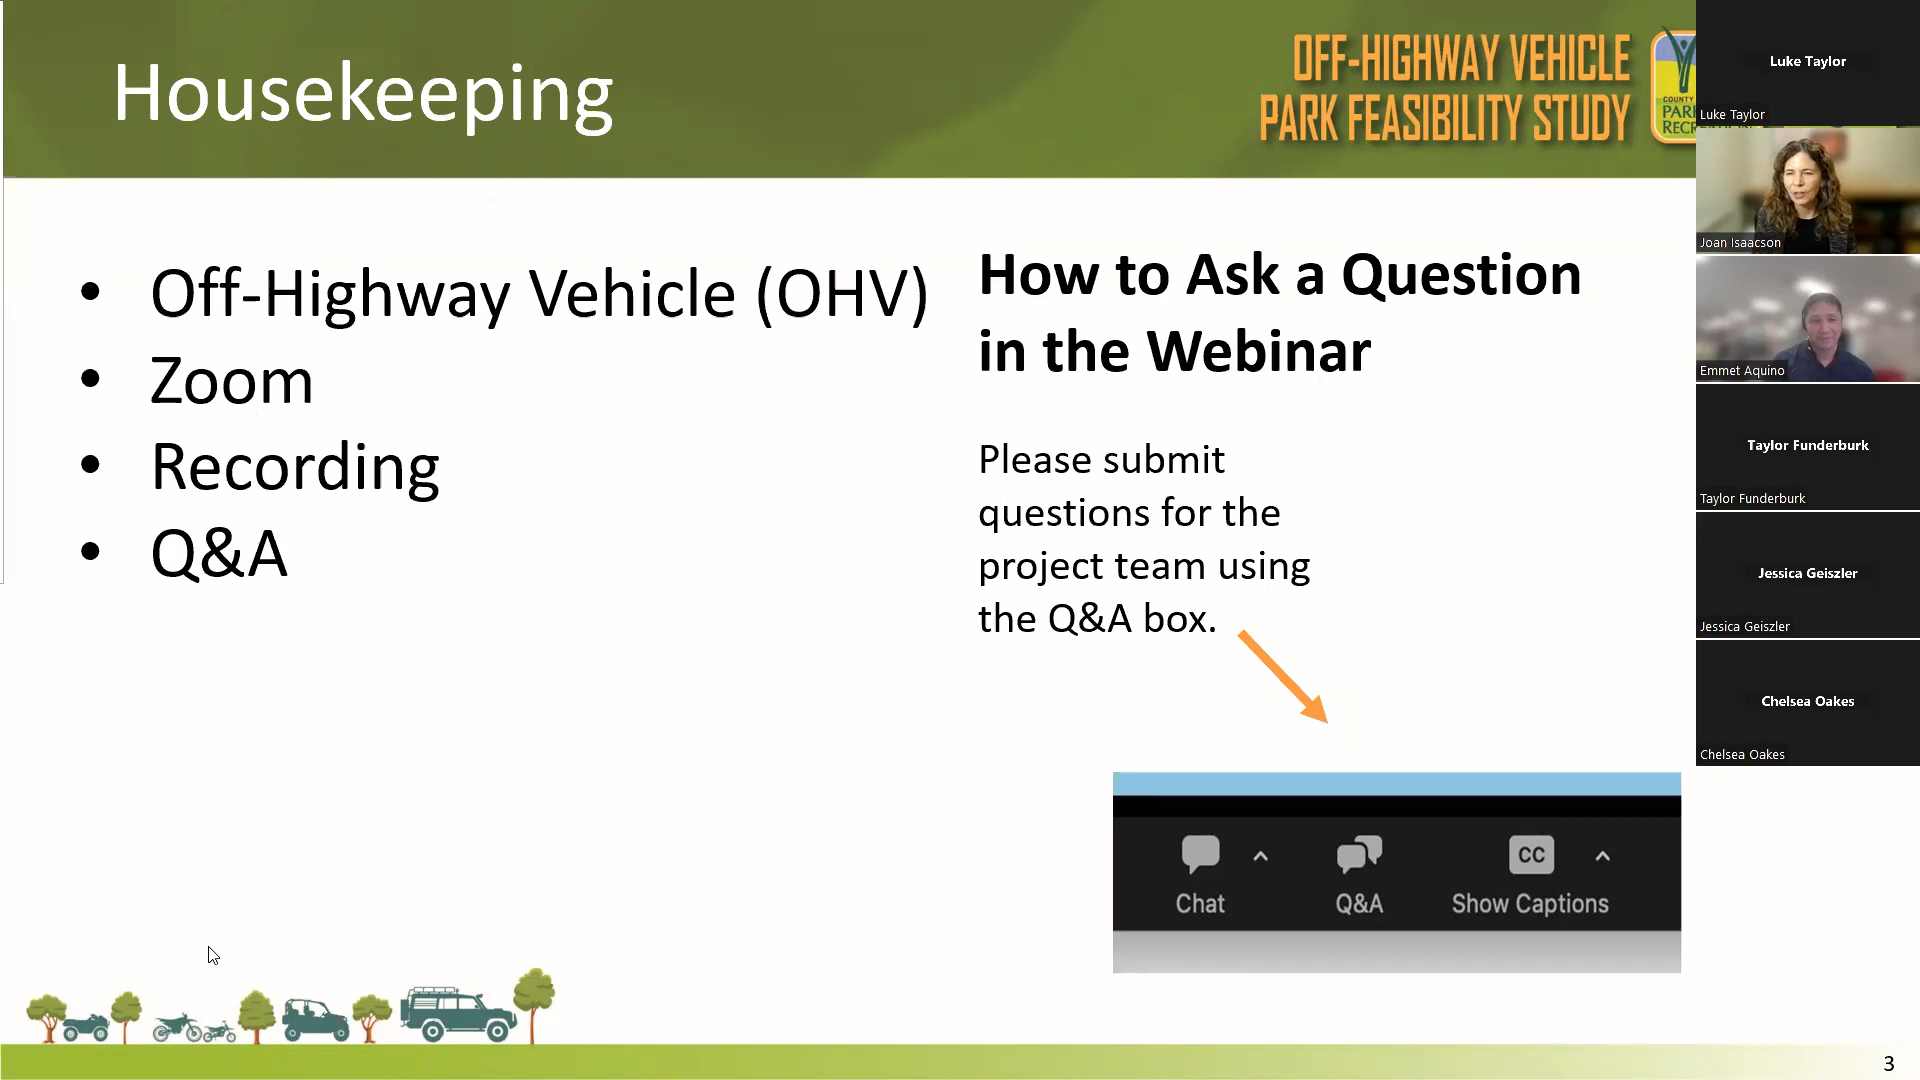 Housekeeping
OFF-HIGHWAY VEHICLE
PARK FEASIBILITY STUDY
COUNTY
• Off-Highway Vehicle (OHV)
• Zoom
• Recording
• Q&A
How to Ask a Question
in the Webinar
Please submit
questions for the
project team using
the Q&A box.
Chat
Q&A
CC
Show Captions
3
Luke Taylor
Luke Taylor
Joan Isaacson
Emmet Aquino
Taylor Funderburk
Taylor Funderburk
Jessica Geiszler
Jessica Geiszler
Chelsea Oakes
Chelsea Oakes